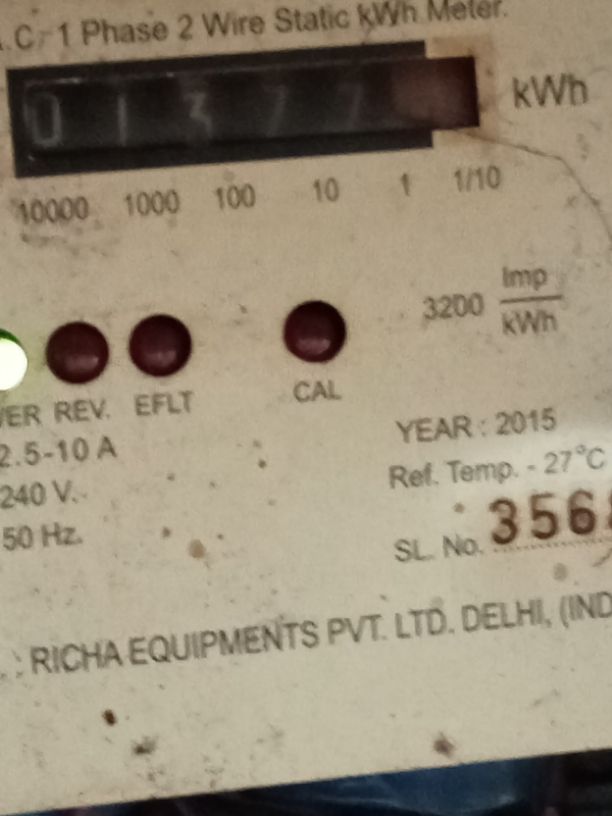 .C. 1 Phase 2 Wire Static kWh Meter.
0 1 3 7 7 kWh
10000 1000 100 10 1 1/10
3200 Imp
kWh
VER REV. EFLT CAL
2.5-10 A
240 V.
50 Hz.
YEAR : 2015
Ref. Temp. - 27°C
SL. No. 356
RICHA EQUIPMENTS PVT. LTD. DELHI, (IND